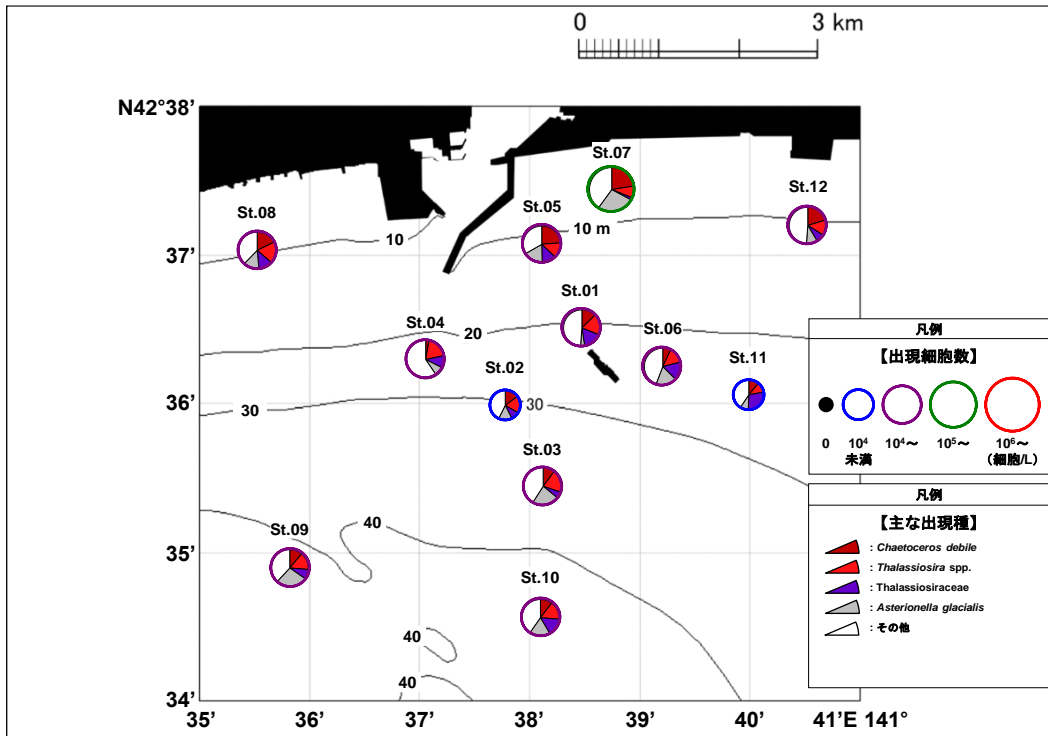 0 3 km
N42°38’
St.07
St.12
St.08
St.05
10 m
10
37’
St.01
St.04
20
St.06
St.02
St.11
36’
30
30
St.03
St.09
40
35’
St.10
40
40
34’
35’ 36’ 37’ 38’ 39’ 40’ 41’E 141°
凡例
【出現細胞数】
0 10⁴ 10⁴～ 10⁵～ 10⁶～
未満 (細胞/L)
凡例
【主な出現種】
: Chaetoceros debile
: Thalassiosira spp.
: Thalassiosiraceae
: Asterionella glacialis
: その他